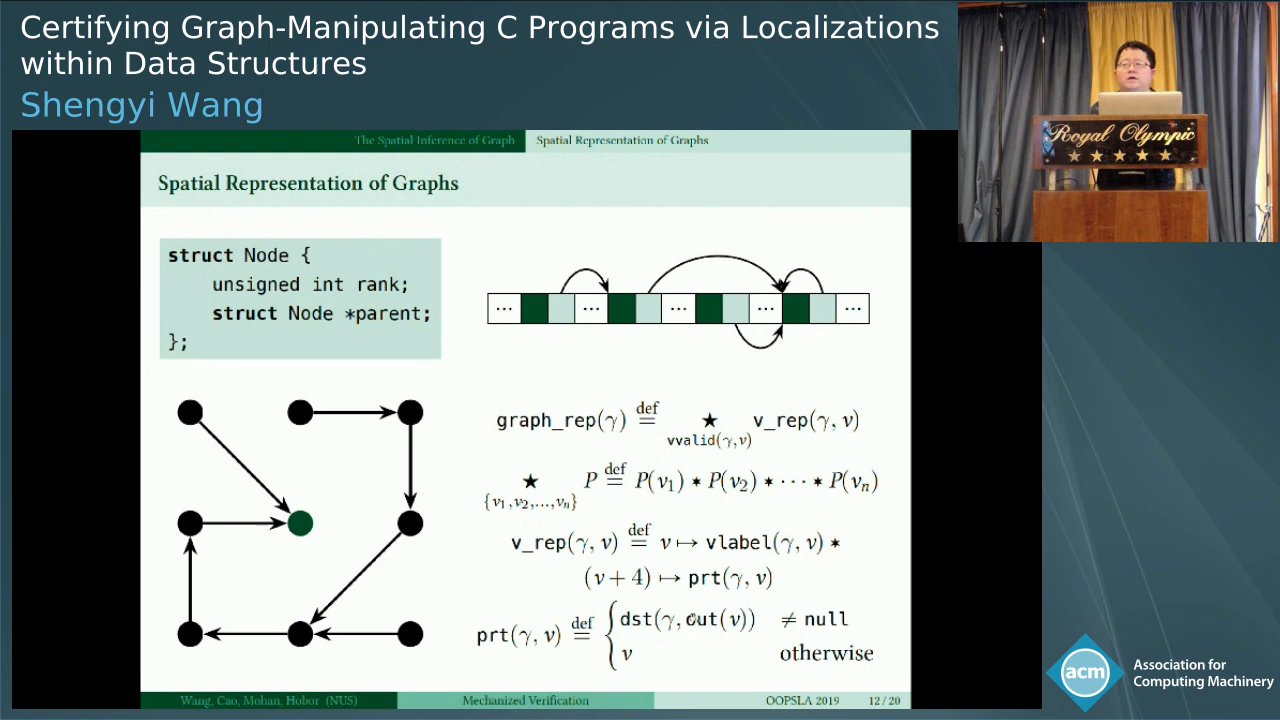 Certifying Graph-Manipulating C Programs via Localizations
within Data Structures
Shengyi Wang
Royal Olympic
The Spatial Inference of Graph
Spatial Representation of Graphs
Spatial Representation of Graphs
struct Node {
unsigned int rank;
struct Node *parent;
};
... ... ... ... ...
graph_rep(γ) def= ★ v_rep(γ, v)
vvalid(γ,v)
★ P def= P(v₁) ⋆ P(v₂) ⋆ ··· ⋆ P(vₙ)
{v₁,v₂,...,vₙ}
v_rep(γ, v) def= v ↦ vlabel(γ, v) ⋆
(v + 4) ↦ prt(γ, v)
prt(γ, v) def= { dst(γ, out(v)) ≠ null
v otherwise
Wang, Cao, Mohan, Hobor (NUS)
Mechanized Verification
OOPSLA 2019
12 / 20
acm
Association for
Computing Machinery